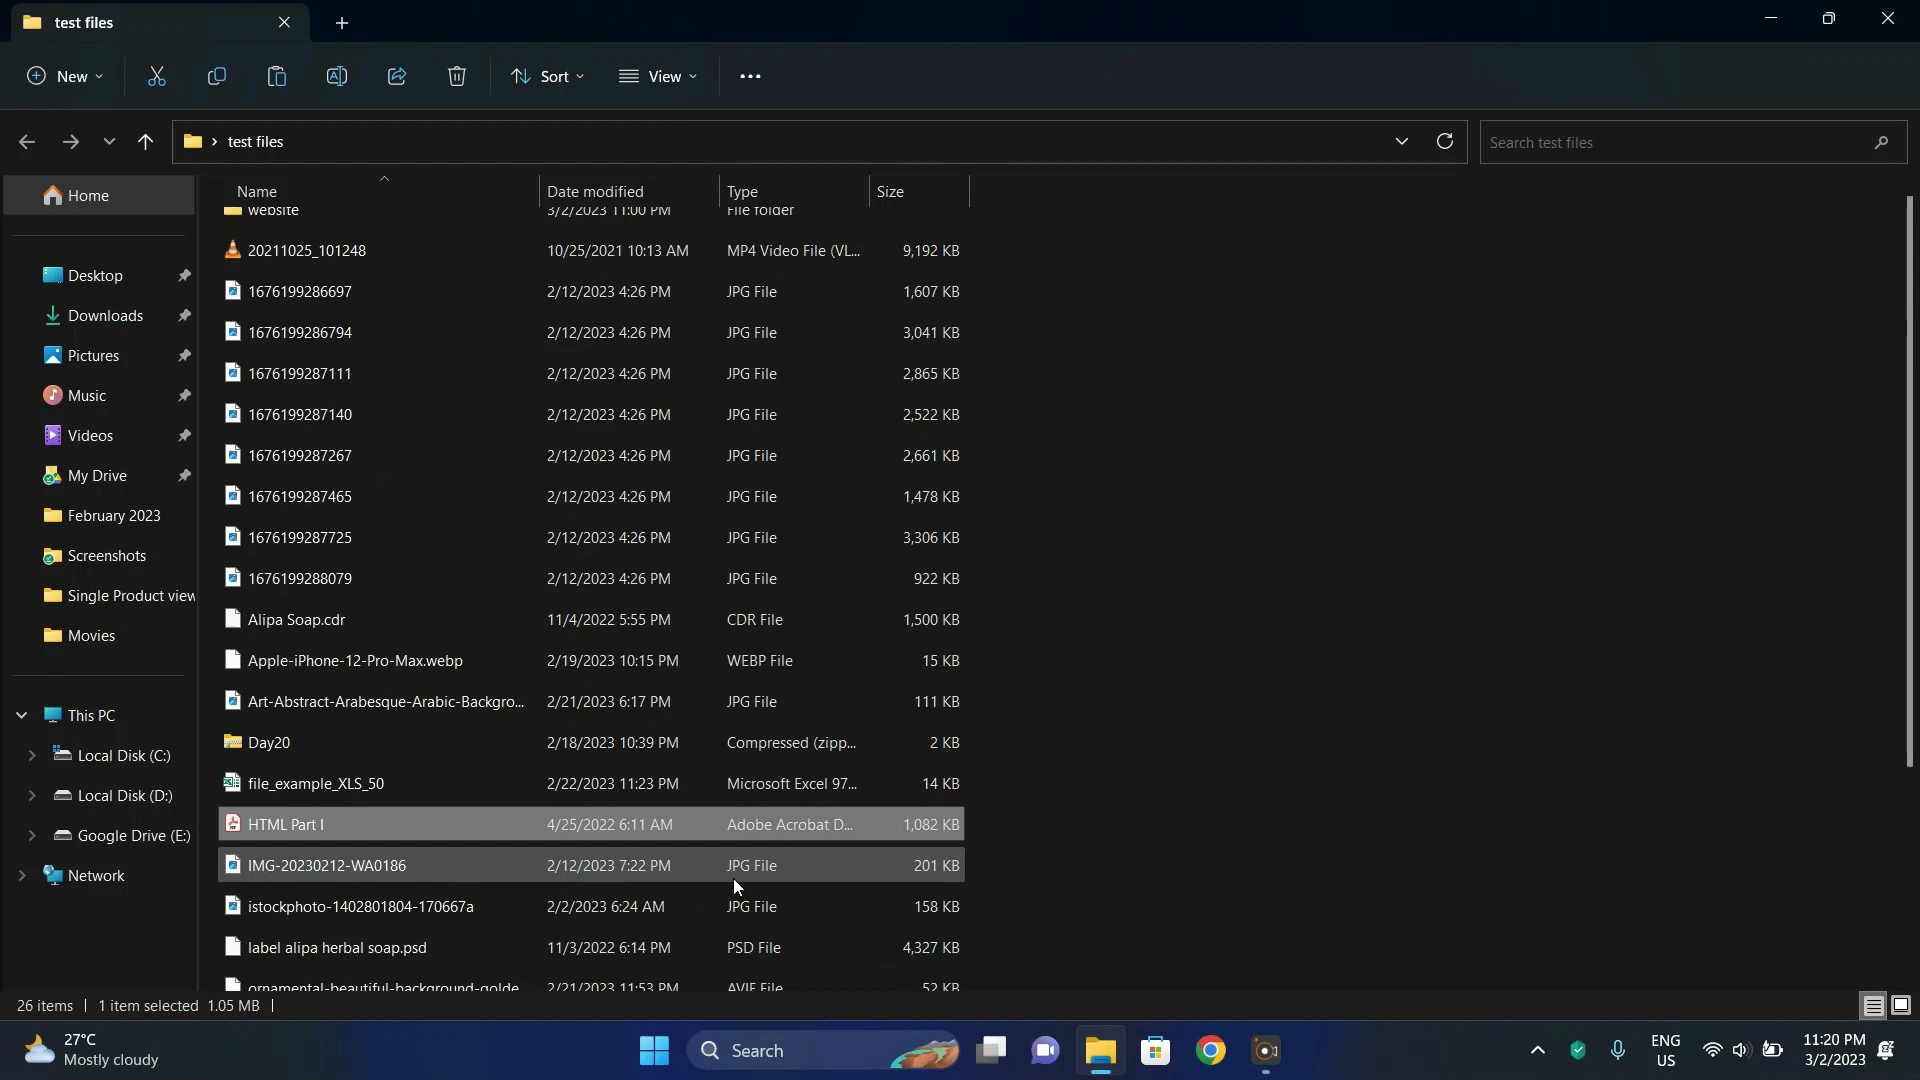 test files
New
Sort
View
test files
Search test files
Name Date modified Type Size
Home
Desktop
Downloads
Pictures
Music
Videos
My Drive
February 2023
Screenshots
Single Product view
Movies
This PC
Local Disk (C:)
Local Disk (D:)
Google Drive (E:)
Network
website 3/2/2023 11:00 PM File folder
20211025_101248 10/25/2021 10:13 AM MP4 Video File (VL... 9,192 KB
1676199286697 2/12/2023 4:26 PM JPG File 1,607 KB
1676199286794 2/12/2023 4:26 PM JPG File 3,041 KB
1676199287111 2/12/2023 4:26 PM JPG File 2,865 KB
1676199287140 2/12/2023 4:26 PM JPG File 2,522 KB
1676199287267 2/12/2023 4:26 PM JPG File 2,661 KB
1676199287465 2/12/2023 4:26 PM JPG File 1,478 KB
1676199287725 2/12/2023 4:26 PM JPG File 3,306 KB
1676199288079 2/12/2023 4:26 PM JPG File 922 KB
Alipa Soap.cdr 11/4/2022 5:55 PM CDR File 1,500 KB
Apple-iPhone-12-Pro-Max.webp 2/19/2023 10:15 PM WEBP File 15 KB
Art-Abstract-Arabesque-Arabic-Backgro... 2/21/2023 6:17 PM JPG File 111 KB
Day20 2/18/2023 10:39 PM Compressed (zipp... 2 KB
file_example_XLS_50 2/22/2023 11:23 PM Microsoft Excel 97... 14 KB
HTML Part I 4/25/2022 6:11 AM Adobe Acrobat D... 1,082 KB
IMG-20230212-WA0186 2/12/2023 7:22 PM JPG File 201 KB
istockphoto-1402801804-170667a 2/2/2023 6:24 AM JPG File 158 KB
label alipa herbal soap.psd 11/3/2022 6:14 PM PSD File 4,327 KB
ornamental-beautiful-background-golde... 2/21/2023 11:53 PM AVIF File 52 KB
26 items 1 item selected 1.05 MB
27°C
Mostly cloudy
Search
ENG
US
11:20 PM
3/2/2023